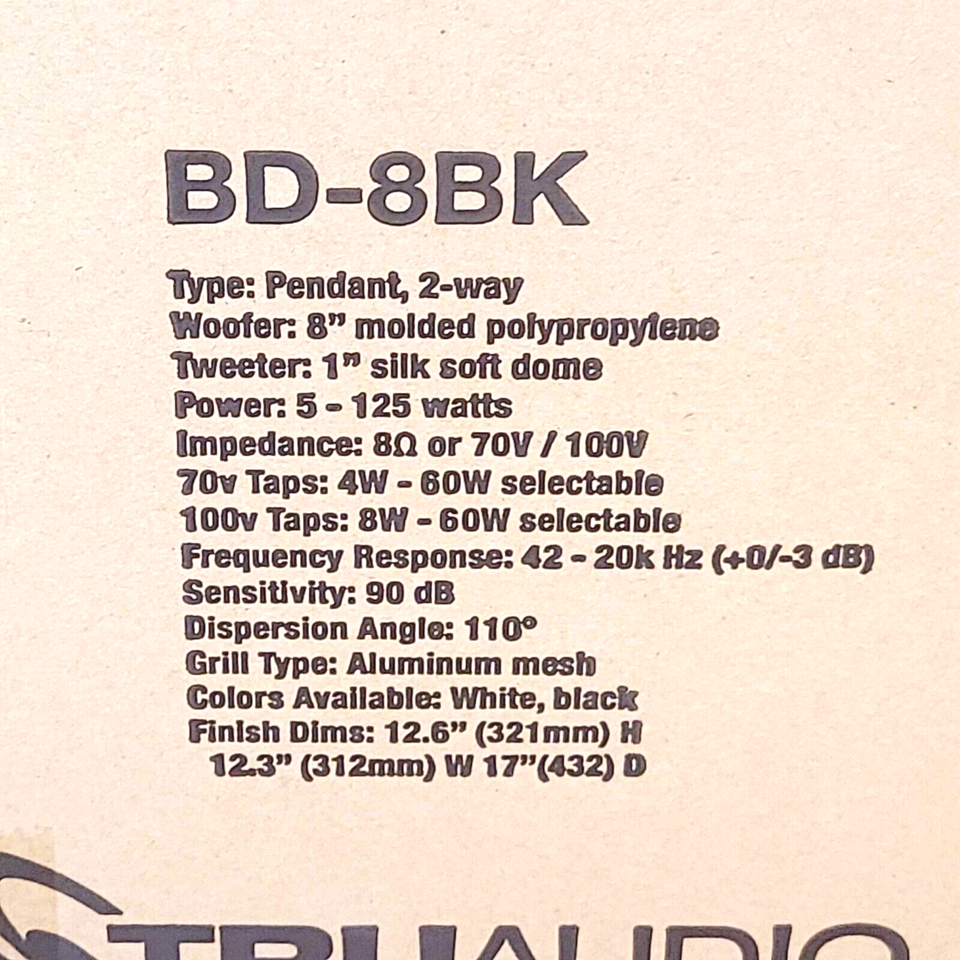 BD-8BK
Type: Pendant, 2-way
Woofer: 8” molded polypropylene
Tweeter: 1” silk soft dome
Power: 5 - 125 watts
Impedance: 8Ω or 70V / 100V
70v Taps: 4W - 60W selectable
100v Taps: 8W - 60W selectable
Frequency Response: 42 - 20k Hz (+0/-3 dB)
Sensitivity: 90 dB
Dispersion Angle: 110°
Grill Type: Aluminum mesh
Colors Available: White, black
Finish Dims: 12.6” (321mm) H
12.3” (312mm) W 17”(432) D
TRUAUDIO